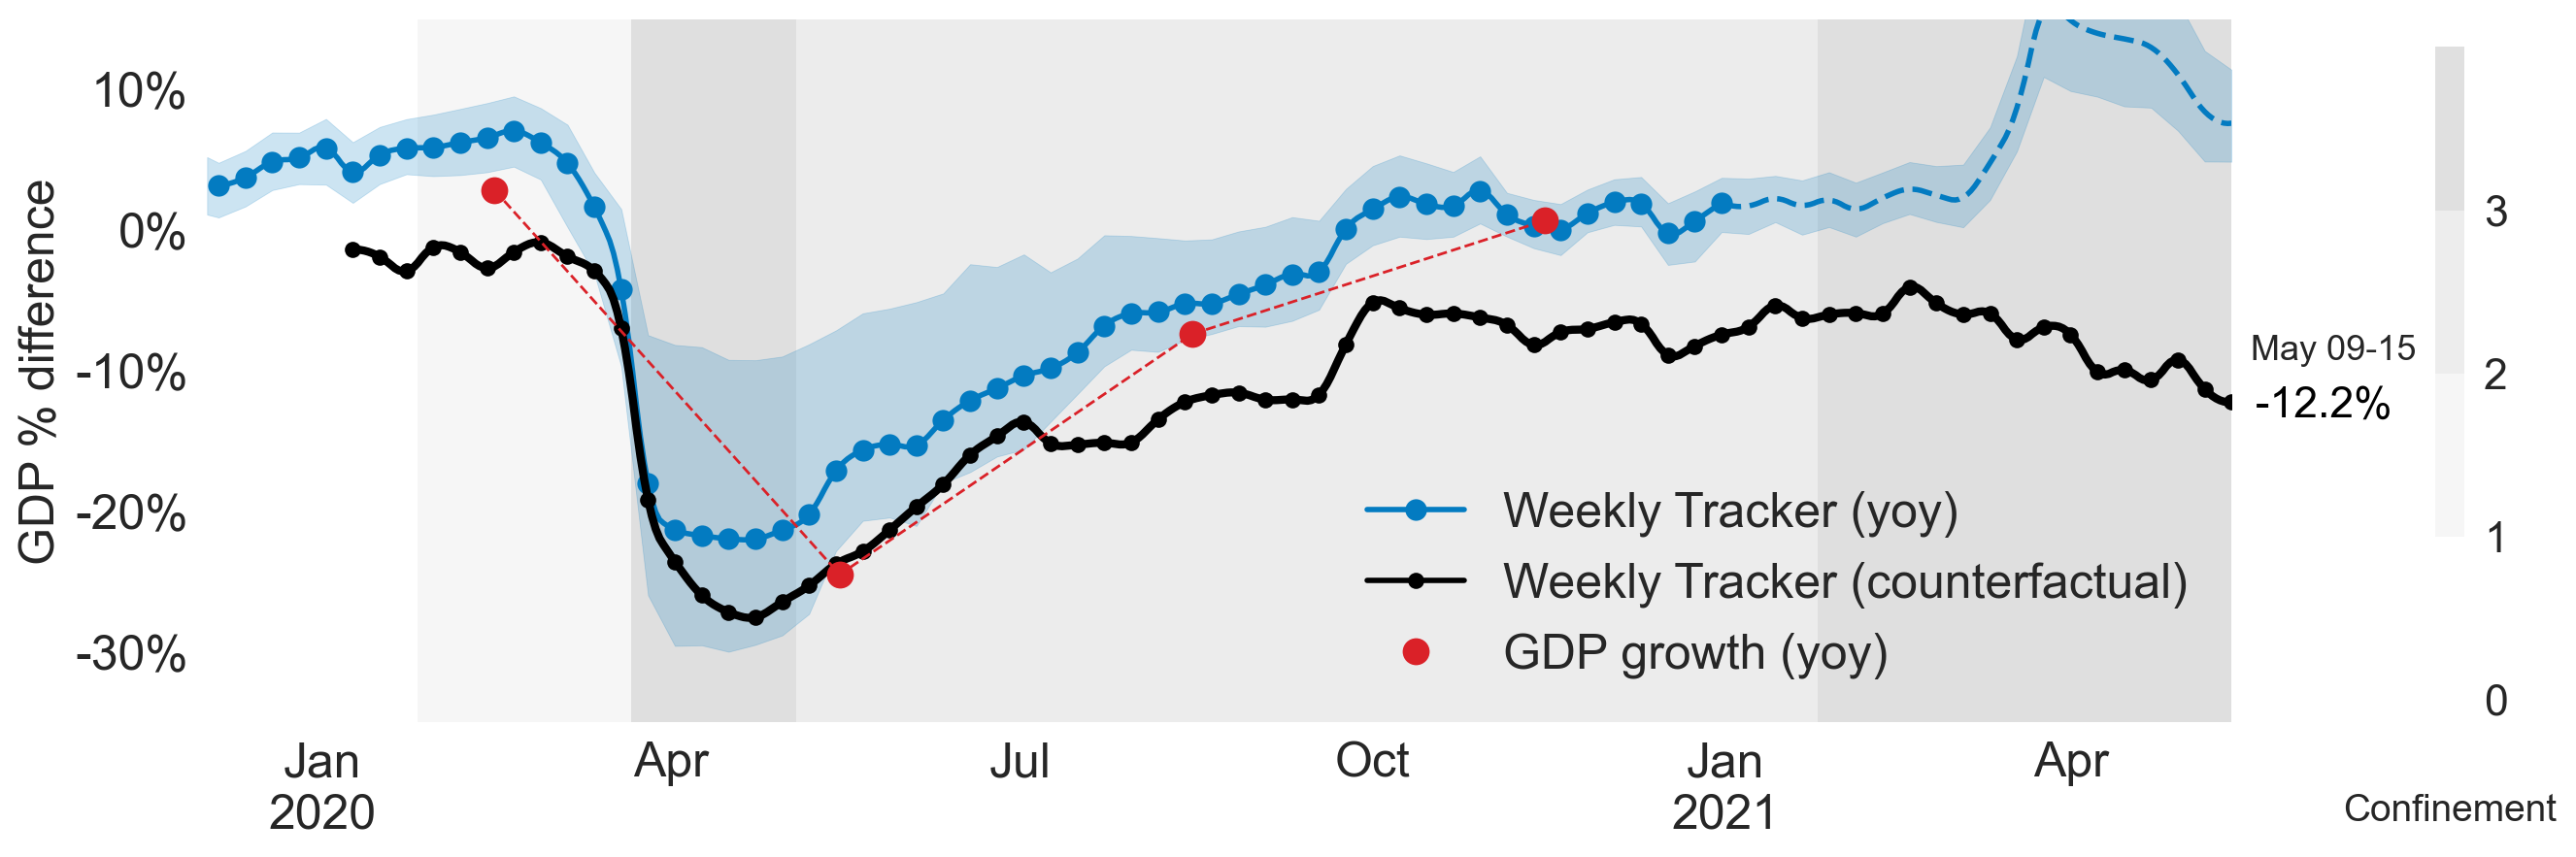 GDP % difference
10%
0%
-10%
-20%
-30%
Weekly Tracker (yoy)
Weekly Tracker (counterfactual)
GDP growth (yoy)
May 09-15
-12.2%
3
2
1
0
Jan
2020
Apr
Jul
Oct
Jan
2021
Apr
Confinement